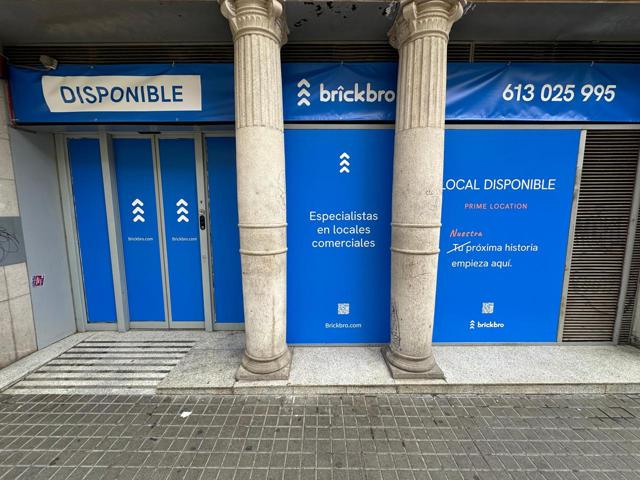 DISPONIBLE
brickbro
613 025 995
Brickbro.com
Brickbro.com
Especialistas
en locales
comerciales
Brickbro.com
LOCAL DISPONIBLE
PRIME LOCATION
Nuestra
Tu próxima historia
empieza aquí.
brickbro